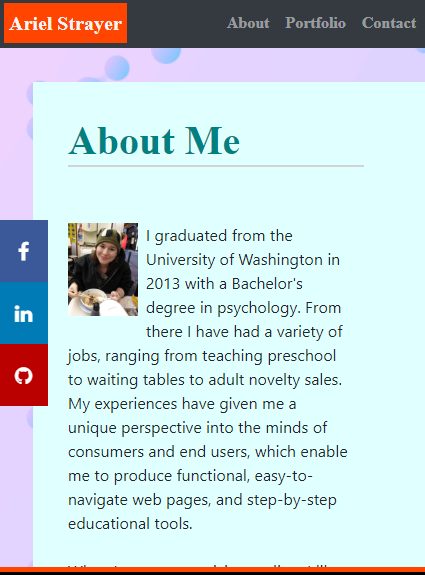 Ariel Strayer
About Portfolio Contact
About Me
I graduated from the
University of Washington in
2013 with a Bachelor's
degree in psychology. From
there I have had a variety of
jobs, ranging from teaching preschool
to waiting tables to adult novelty sales.
My experiences have given me a
unique perspective into the minds of
consumers and end users, which enable
me to produce functional, easy-to-
navigate web pages, and step-by-step
educational tools.